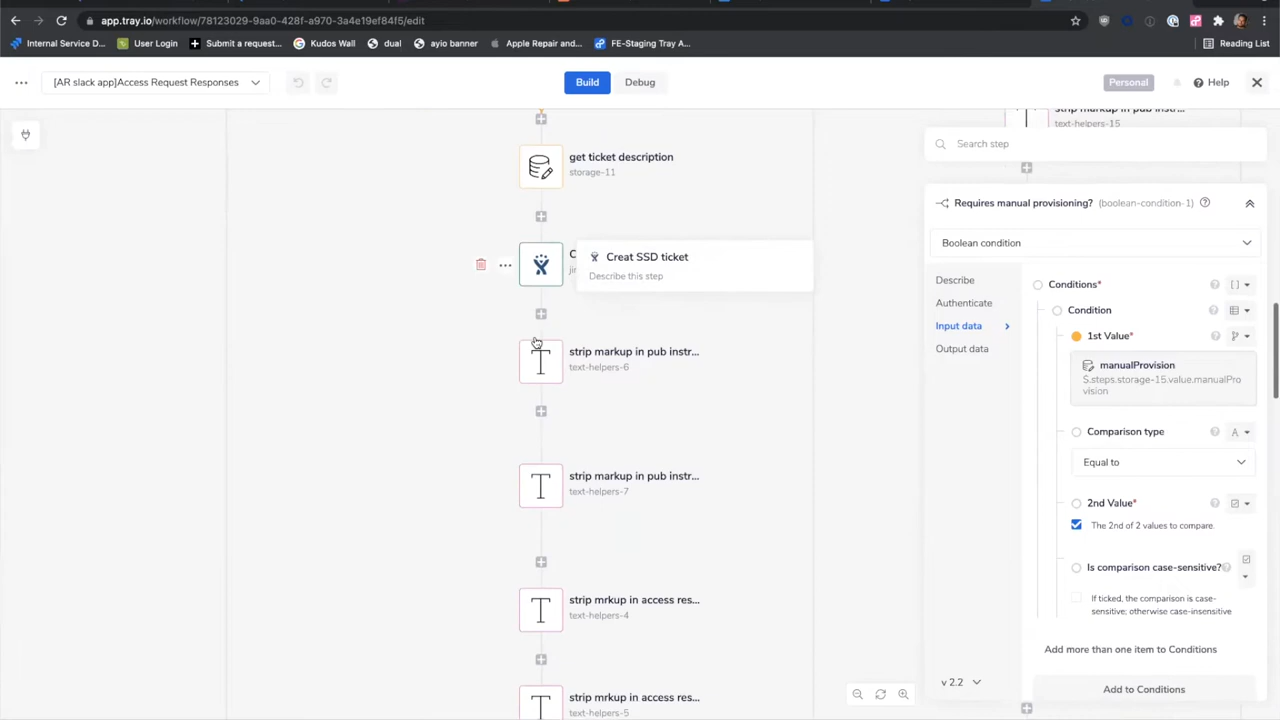 app.tray.io/workflow/78123029-9aa0-428f-a970-3a4e19ef84f5/edit
Internal Service D... User Login Submit a request... Kudos Wall dual ayio banner Apple Repair and... FE-Staging Tray A... Reading List
[AR slack app]Access Request Responses Build Debug Personal Help
strip markup in pub instr...
text-helpers-15
Search step
get ticket description
storage-11
Requires manual provisioning? (boolean-condition-1)
Boolean condition
Creat SSD ticket
Describe this step
Describe
Authenticate
Input data
Output data
Conditions*
Condition
1st Value*
manualProvision
$.steps.storage-15.value.manualPro
vision
Comparison type
Equal to
2nd Value*
The 2nd of 2 values to compare.
Is comparison case-sensitive?
If ticked, the comparison is case-
sensitive; otherwise case-insensitive
Add more than one item to Conditions
v 2.2
Add to Conditions
strip markup in pub instr...
text-helpers-6
strip markup in pub instr...
text-helpers-7
strip mrkup in access res...
text-helpers-4
strip mrkup in access res...
text-helpers-5